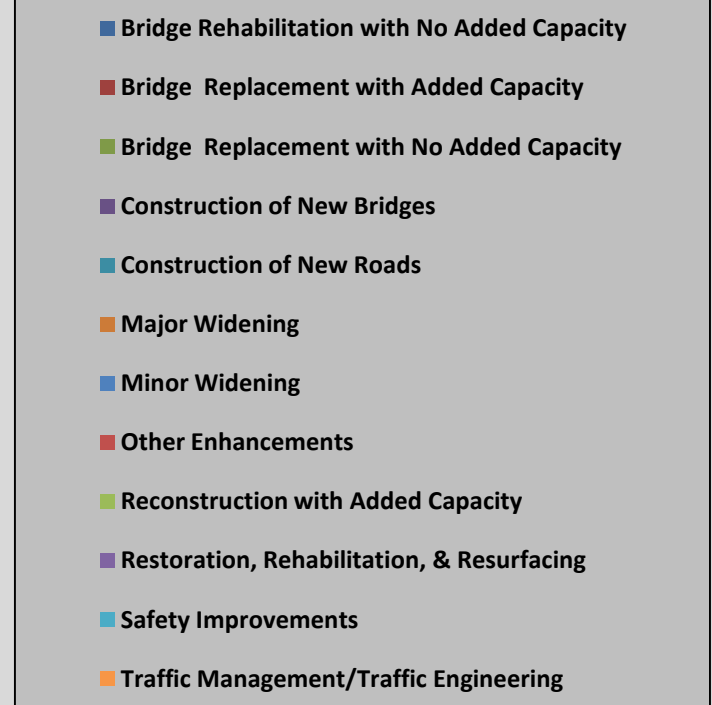 Bridge Rehabilitation with No Added Capacity
Bridge  Replacement with Added Capacity
Bridge  Replacement with No Added Capacity
Construction of New Bridges
Construction of New Roads
Major Widening
Minor Widening
Other Enhancements
Reconstruction with Added Capacity
Restoration, Rehabilitation, & Resurfacing
Safety Improvements
Traffic Management/Traffic Engineering